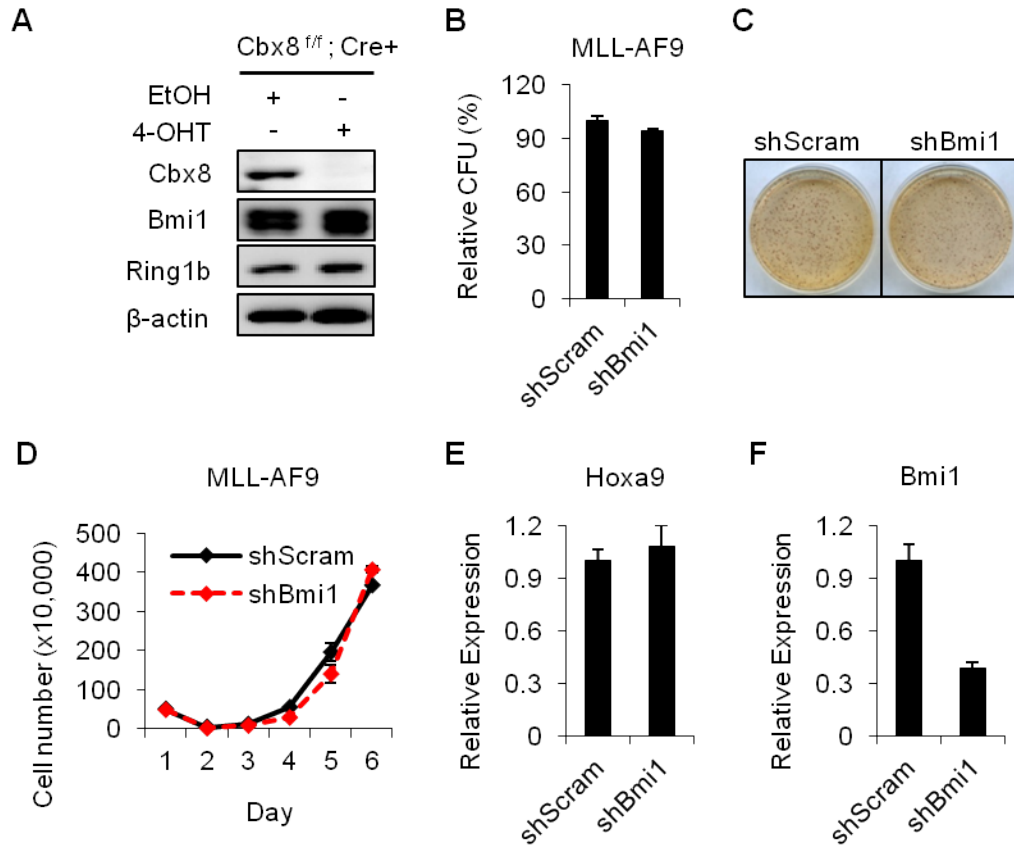 A
Cbx8 f/f ; Cre+
EtOH + -
4-OHT - +
Cbx8
Bmi1
Ring1b
β-actin
B
MLL-AF9
Relative CFU (%)
120
90
60
30
0
shScram
shBmi1
C
shScram shBmi1
D
MLL-AF9
Cell number (x10,000)
500
400
300
200
100
0
shScram
shBmi1
1 2 3 4 5 6
Day
E
Hoxa9
Relative Expression
1.2
0.9
0.6
0.3
0
shScram
shBmi1
F
Bmi1
Relative Expression
1.2
0.9
0.6
0.3
0
shScram
shBmi1